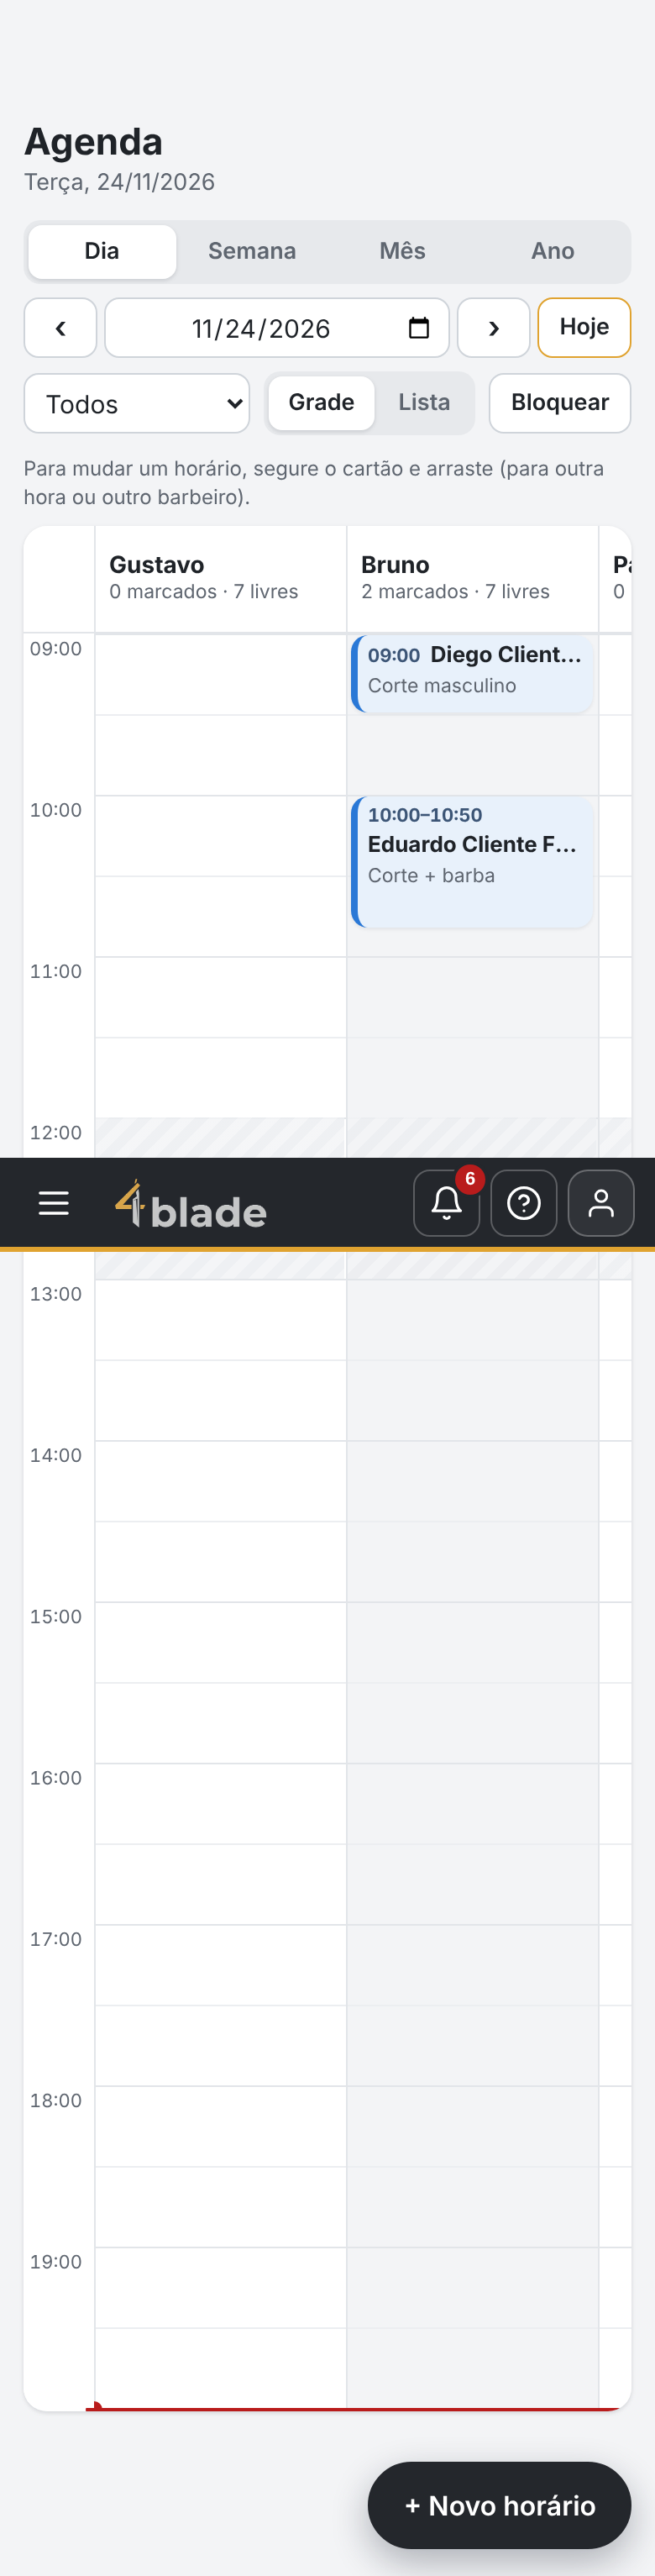 Agenda
Terça, 24/11/2026
Dia Semana Mês Ano
‹ 11/24/2026 › Hoje
Todos Grade Lista Bloquear
Para mudar um horário, segure o cartão e arraste (para outra
hora ou outro barbeiro).
Gustavo Bruno
0 marcados · 7 livres 2 marcados · 7 livres 0
09:00 09:00 Diego Client...
Corte masculino
10:00 10:00–10:50
Eduardo Cliente F...
Corte + barba
11:00
12:00
4blade 6
13:00
14:00
15:00
16:00
17:00
18:00
19:00
+ Novo horário